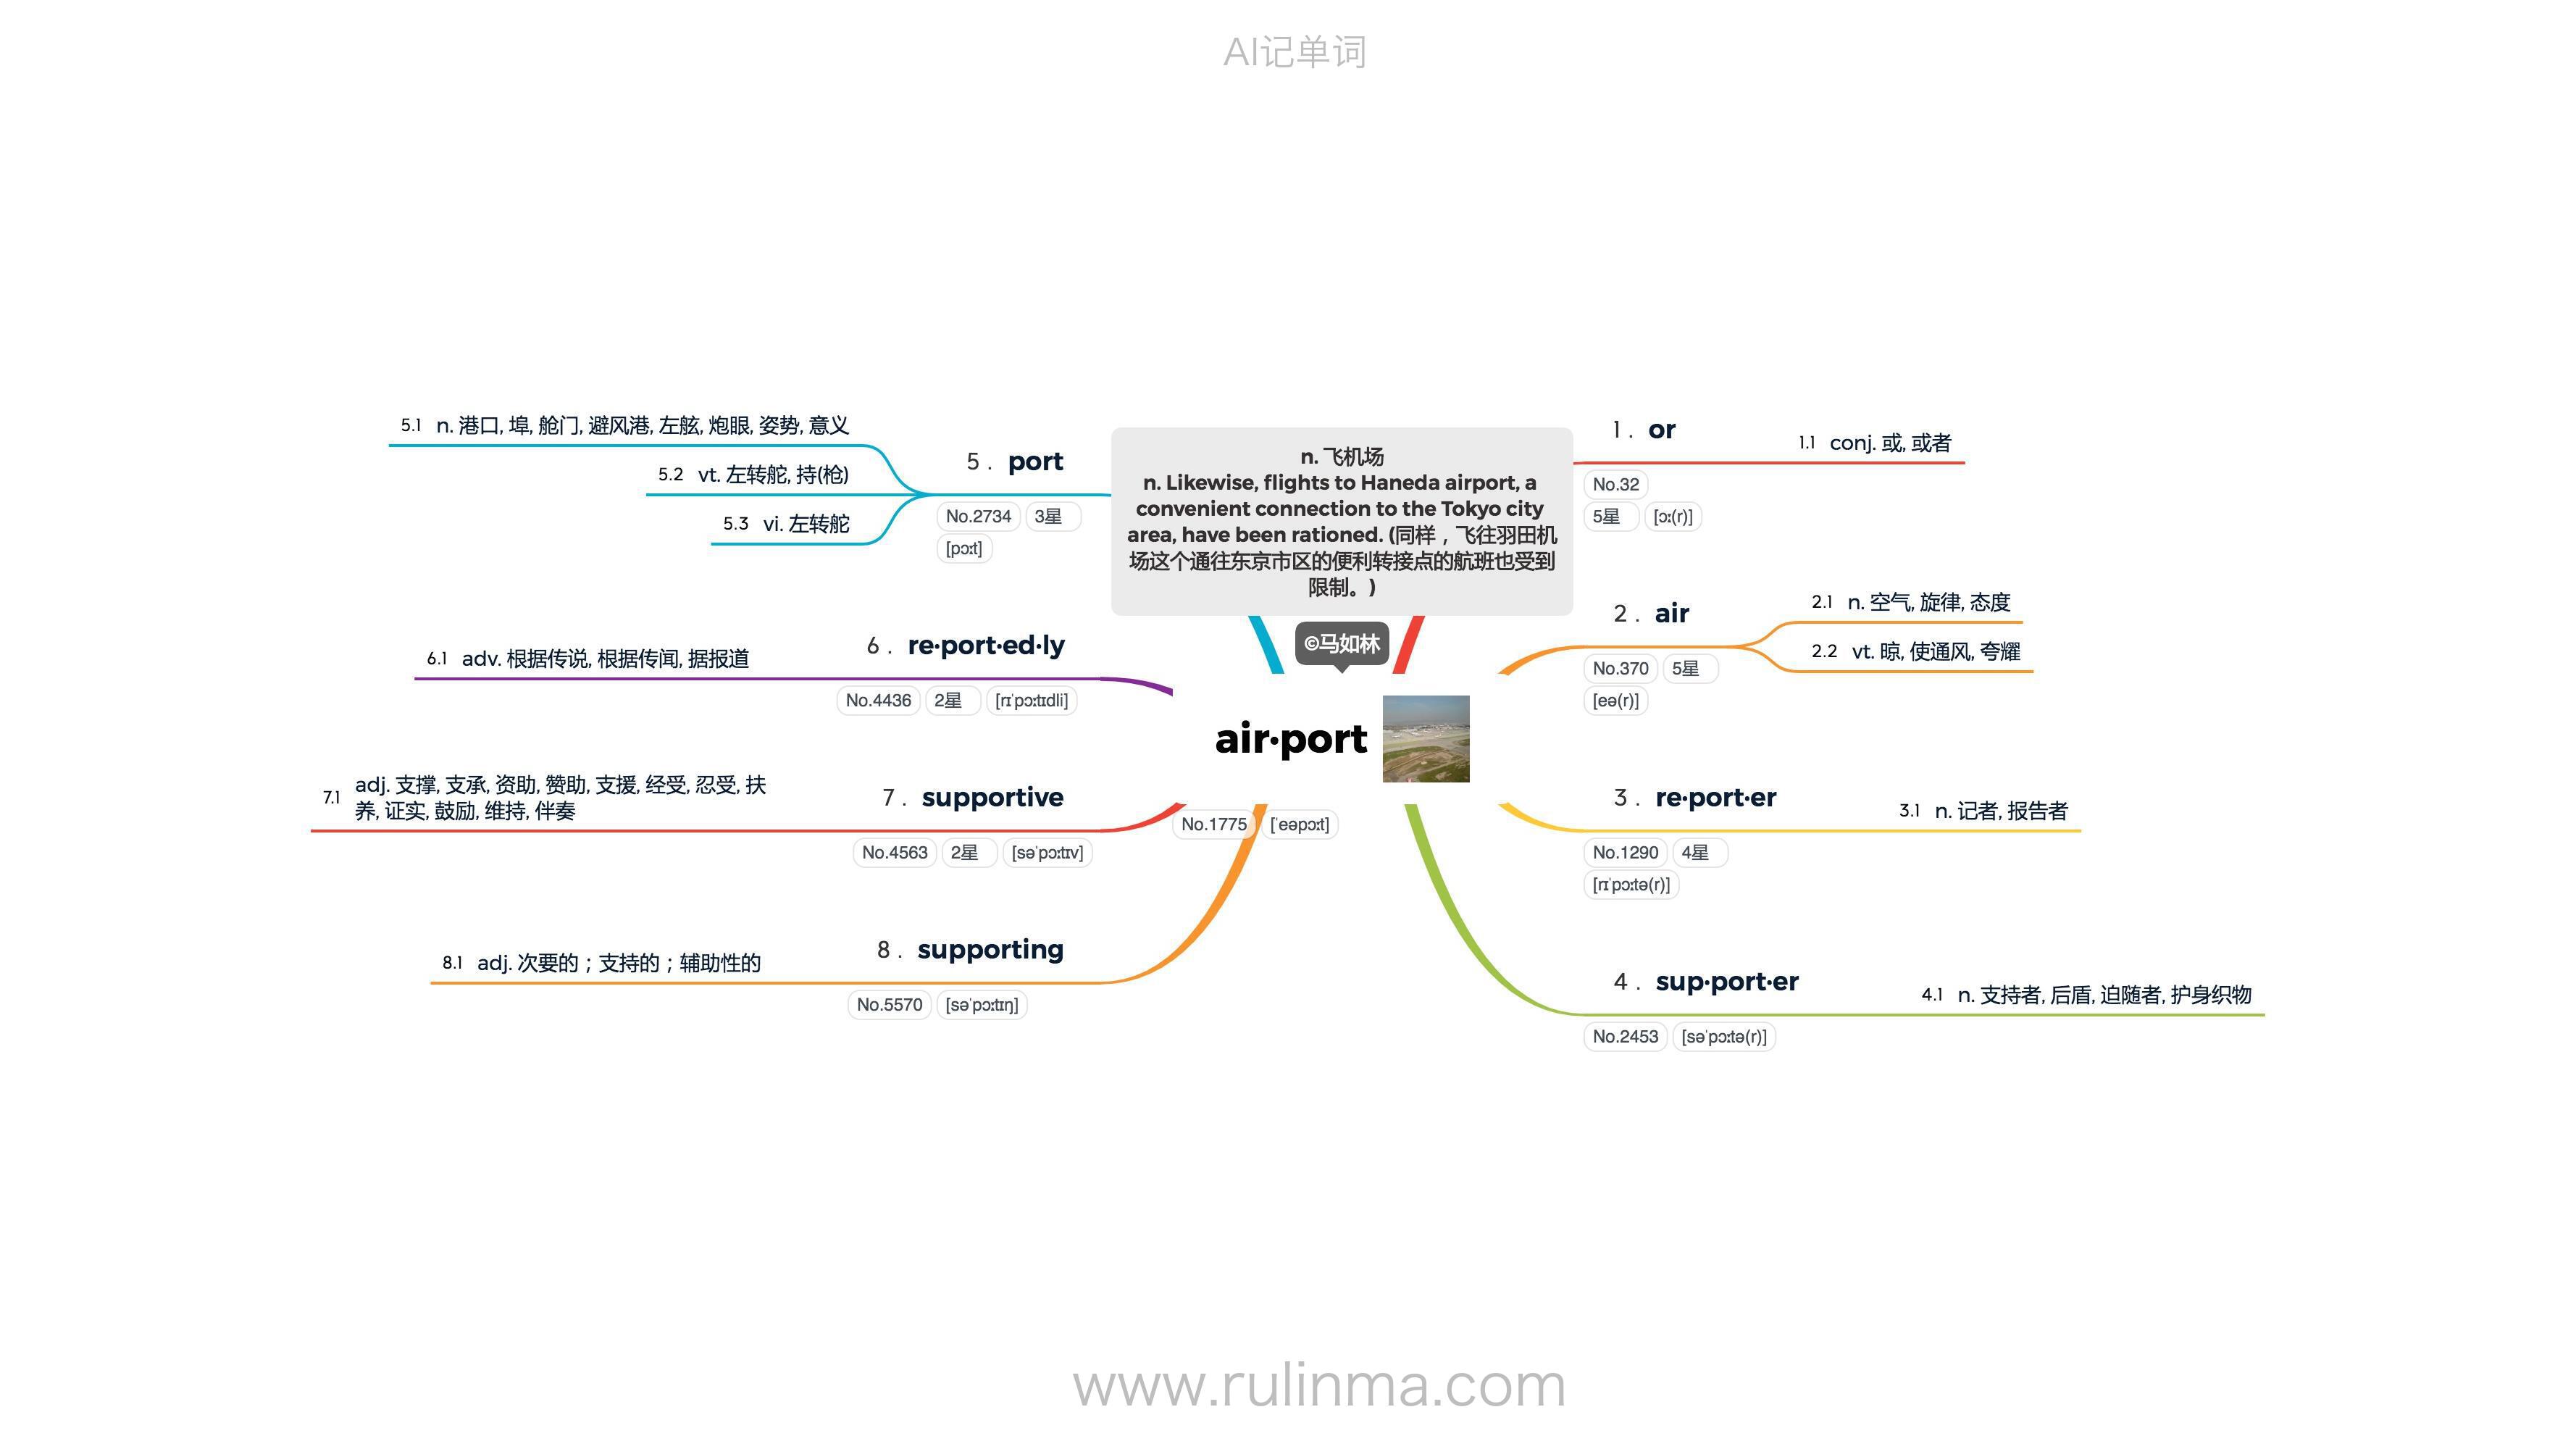 AI记单词
n. 飞机场
n. Likewise, flights to Haneda airport, a
convenient connection to the Tokyo city
area, have been rationed. (同样，飞往羽田机
场这个通往东京市区的便利转接点的航班也受到
限制。)
©马如林
air·port
No.1775 [ˈeəpɔːt]
1 . or
No.32
5星 [ɔː(r)]
1.1 conj. 或, 或者
2 . air
No.370 5星
[eə(r)]
2.1 n. 空气, 旋律, 态度
2.2 vt. 晾, 使通风, 夸耀
3 . re·port·er
No.1290 4星
[rɪˈpɔːtə(r)]
3.1 n. 记者, 报告者
4 . sup·port·er
No.2453 [səˈpɔːtə(r)]
4.1 n. 支持者, 后盾, 迫随者, 护身织物
5 . port
No.2734 3星
[pɔːt]
5.1 n. 港口, 埠, 舱门, 避风港, 左舷, 炮眼, 姿势, 意义
5.2 vt. 左转舵, 持(枪)
5.3 vi. 左转舵
6 . re·port·ed·ly
No.4436 2星 [rɪˈpɔːtɪdli]
6.1 adv. 根据传说, 根据传闻, 据报道
7 . supportive
No.4563 2星 [səˈpɔːtɪv]
7.1 adj. 支撑, 支承, 资助, 赞助, 支援, 经受, 忍受, 扶
养, 证实, 鼓励, 维持, 伴奏
8 . supporting
No.5570 [səˈpɔːtɪŋ]
8.1 adj. 次要的；支持的；辅助性的
www.rulinma.com